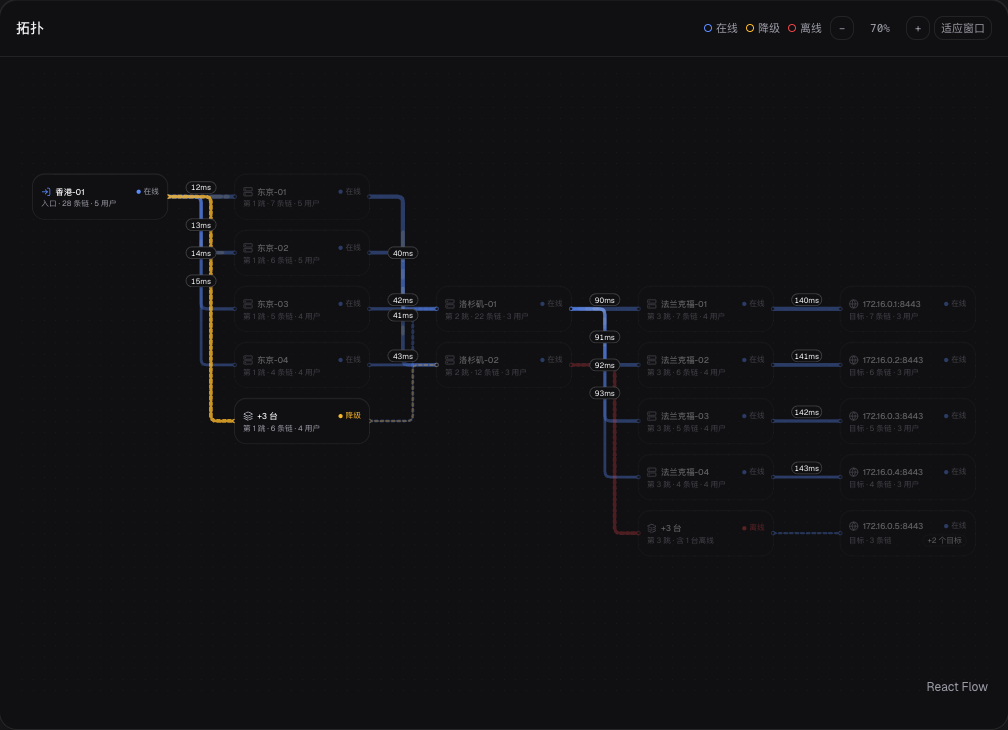 拓扑
在线 降级 离线 － 70% + 适应窗口
香港-01 在线
入口 · 28 条链 · 5 用户
12ms
13ms
14ms
15ms
东京-01 在线
第 1 跳 · 7 条链 · 5 用户
东京-02 在线
第 1 跳 · 6 条链 · 5 用户
东京-03 在线
第 1 跳 · 5 条链 · 4 用户
东京-04 在线
第 1 跳 · 4 条链 · 4 用户
+3 台 降级
第 1 跳 · 6 条链 · 4 用户
40ms
42ms
41ms
43ms
洛杉矶-01 在线
第 2 跳 · 22 条链 · 3 用户
洛杉矶-02 在线
第 2 跳 · 12 条链 · 3 用户
90ms
91ms
92ms
93ms
法兰克福-01 在线
第 3 跳 · 7 条链 · 4 用户
法兰克福-02 在线
第 3 跳 · 6 条链 · 4 用户
法兰克福-03 在线
第 3 跳 · 5 条链 · 4 用户
法兰克福-04 在线
第 3 跳 · 4 条链 · 4 用户
+3 台 离线
第 3 跳 · 含 1 台离线
140ms
141ms
142ms
143ms
172.16.0.1:8443 在线
目标 · 7 条链 · 3 用户
172.16.0.2:8443 在线
目标 · 6 条链 · 3 用户
172.16.0.3:8443 在线
目标 · 5 条链 · 3 用户
172.16.0.4:8443 在线
目标 · 4 条链 · 3 用户
172.16.0.5:8443 在线
目标 · 3 条链 +2 个目标
React Flow